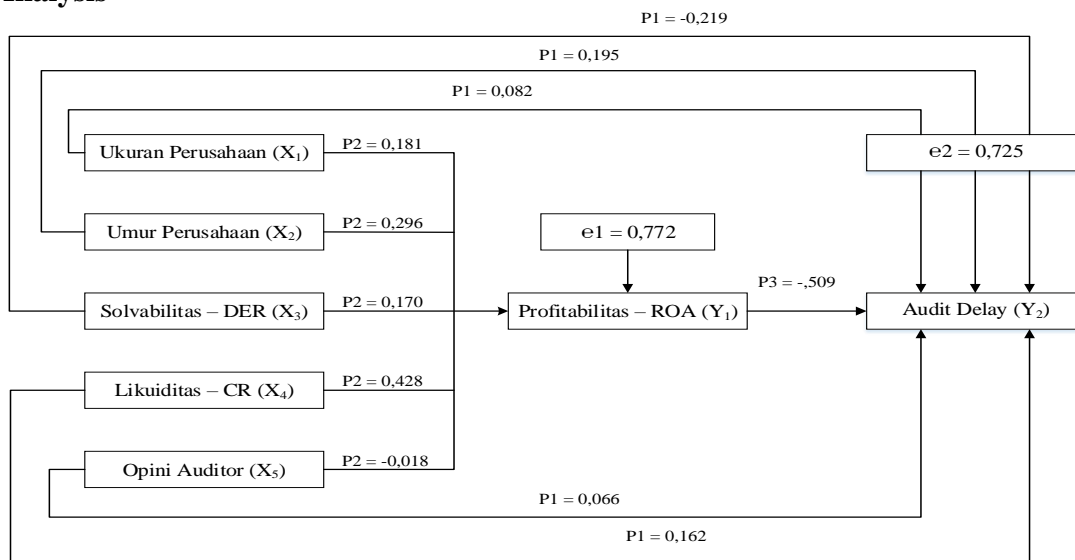 P1 = -0,219
P1 = 0,195
P1 = 0,082
Ukuran Perusahaan (X₁)
P2 = 0,181
e2 = 0,725
Umur Perusahaan (X₂)
P2 = 0,296
e1 = 0,772
P3 = -,509
Solvabilitas – DER (X₃)
P2 = 0,170
Profitabilitas – ROA (Y₁)
Audit Delay (Y₂)
Likuiditas – CR (X₄)
P2 = 0,428
Opini Auditor (X₅)
P2 = -0,018
P1 = 0,066
P1 = 0,162